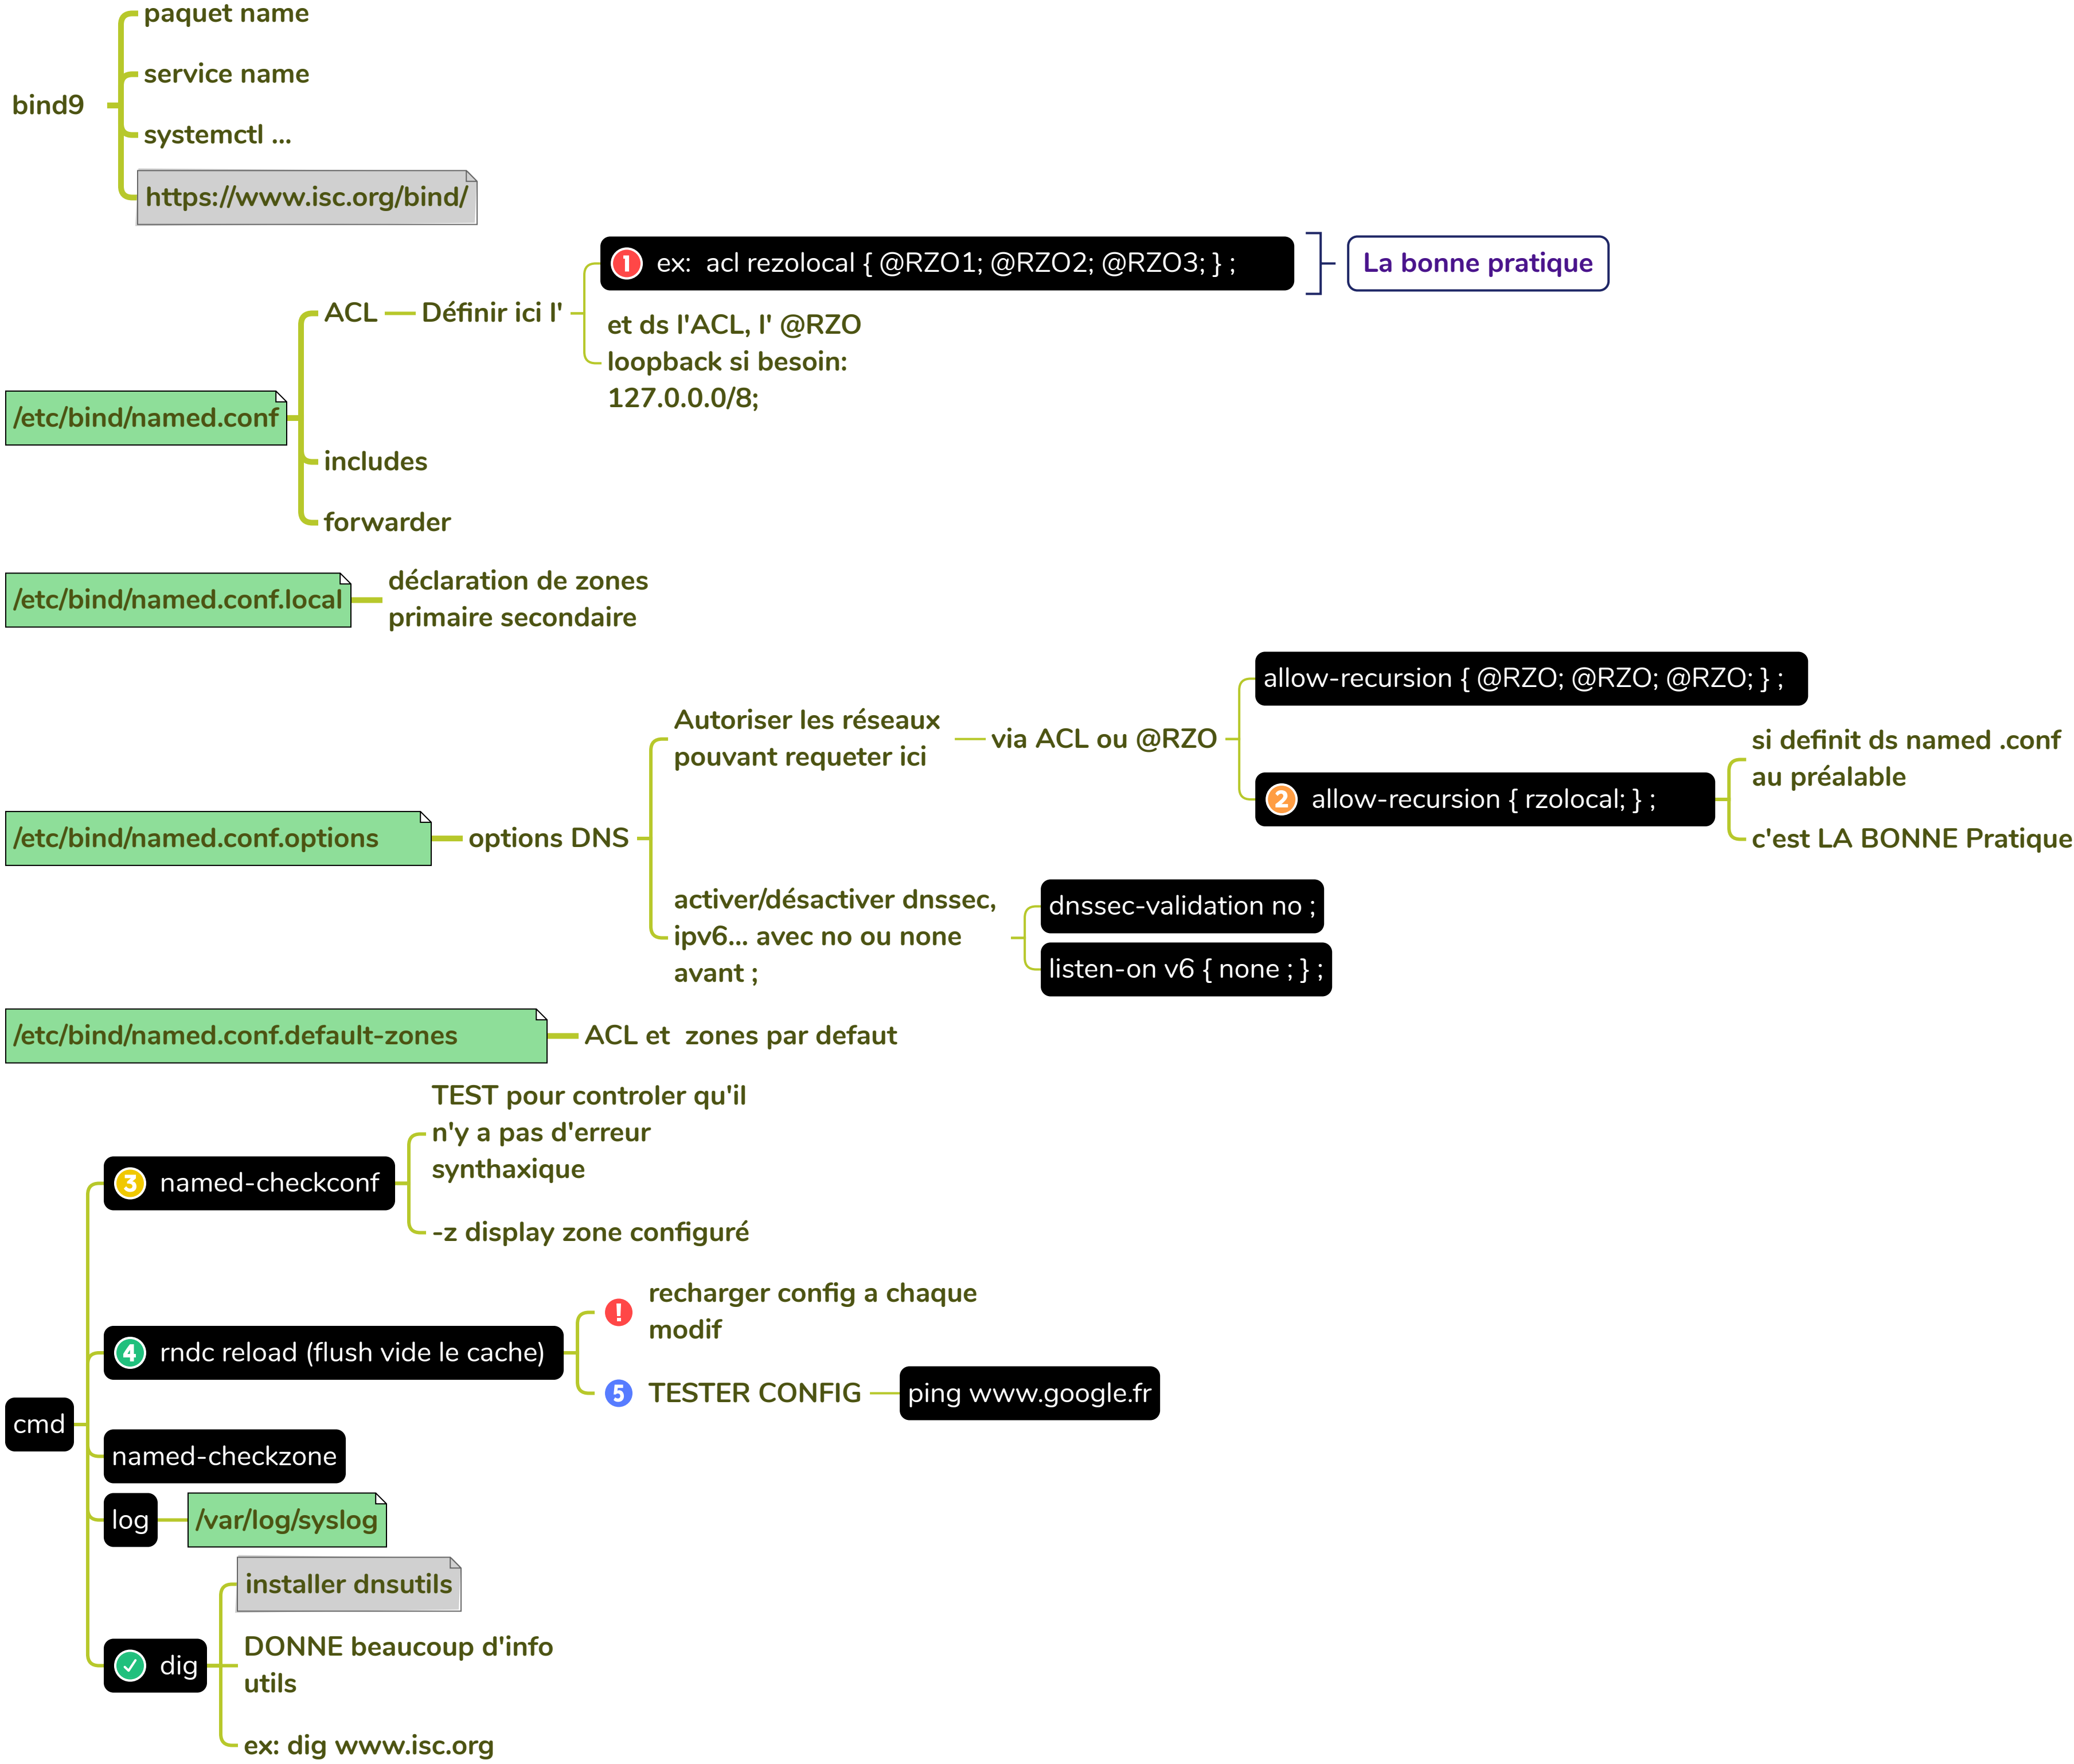 paquet name
service name
bind9
systemctl ...
https://www.isc.org/bind/
1 ex:  acl rezolocal { @RZO1; @RZO2; @RZO3; } ;
La bonne pratique
ACL
Définir ici l'
et ds l'ACL, l' @RZO
loopback si besoin:
127.0.0.0/8;
/etc/bind/named.conf
includes
forwarder
/etc/bind/named.conf.local
déclaration de zones
primaire secondaire
allow-recursion { @RZO; @RZO; @RZO; } ;
Autoriser les réseaux
pouvant requeter ici
via ACL ou @RZO
si definit ds named .conf
au préalable
2 allow-recursion { rzolocal; } ;
c'est LA BONNE Pratique
/etc/bind/named.conf.options
options DNS
activer/désactiver dnssec,
ipv6... avec no ou none
avant ;
dnssec-validation no ;
listen-on v6 { none ; } ;
/etc/bind/named.conf.default-zones
ACL et  zones par defaut
TEST pour controler qu'il
n'y a pas d'erreur
synthaxique
3 named-checkconf
-z display zone configuré
recharger config a chaque
modif
!
4 rndc reload (flush vide le cache)
5 TESTER CONFIG
ping www.google.fr
cmd
named-checkzone
log
/var/log/syslog
installer dnsutils
DONNE beaucoup d'info
utils
dig
ex: dig www.isc.org